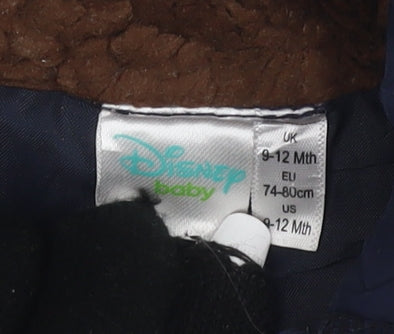 Disney
baby
UK
9-12 Mth
EU
74-80cm
US
9-12 Mth